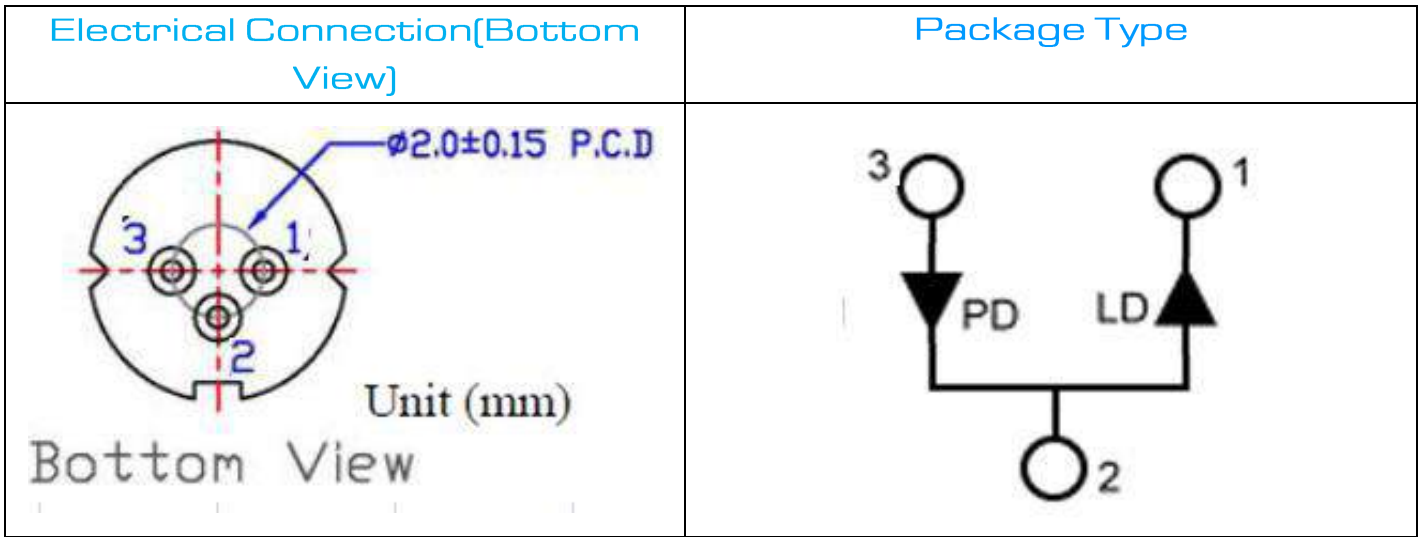 Electrical Connection(Bottom
View)
Package Type
ø2.0±0.15 P.C.D
3
1
2
Unit (mm)
Bottom View
3
1
PD
LD
2